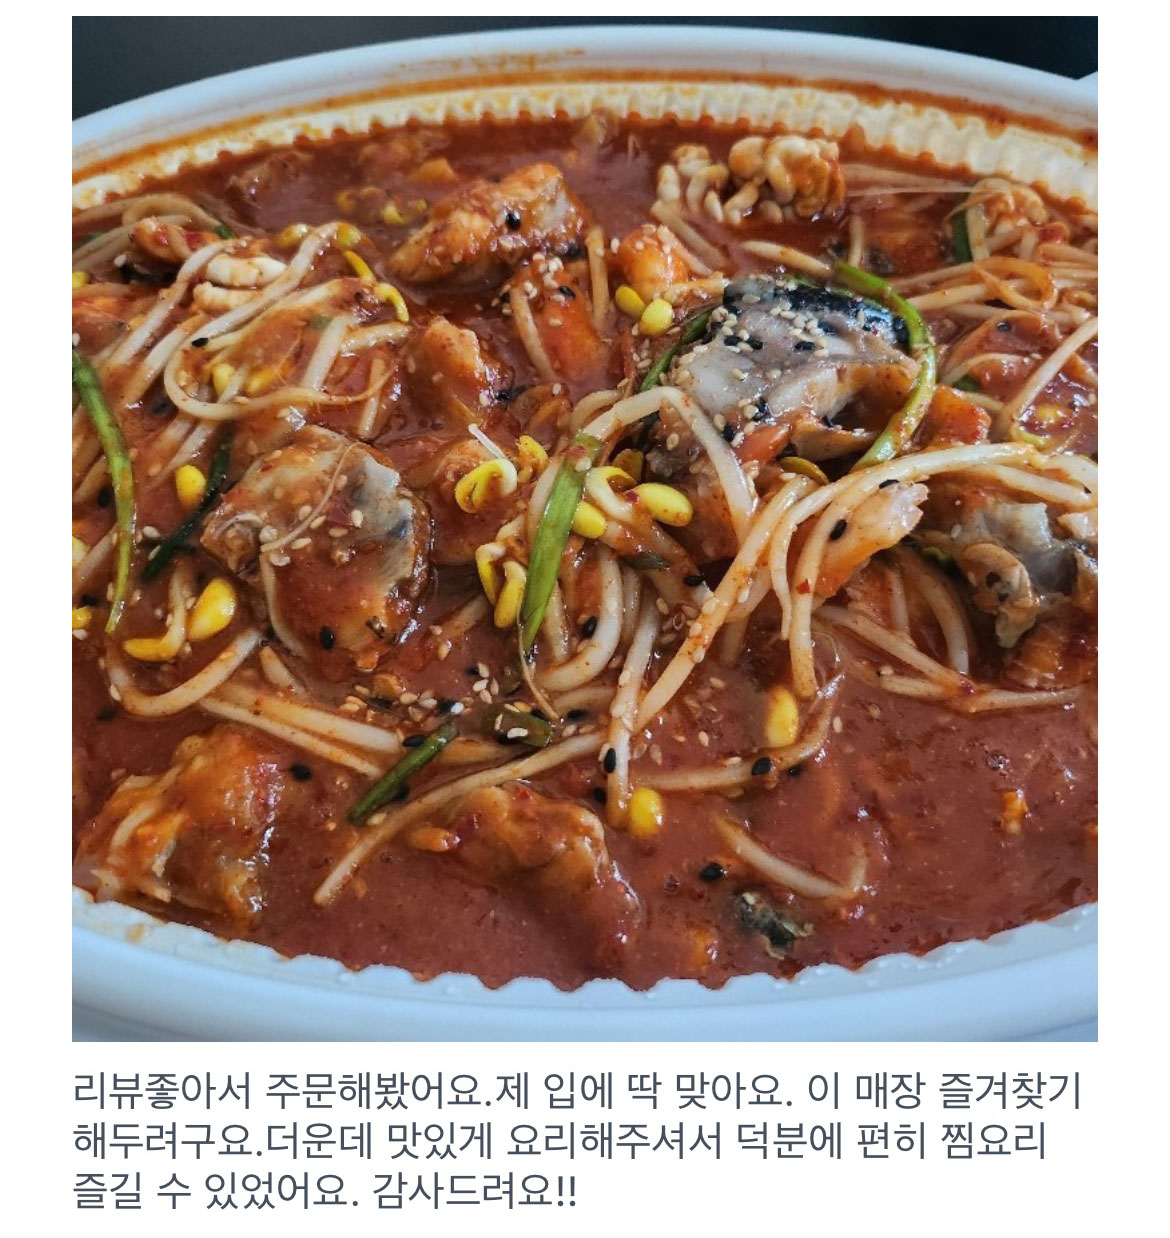 리뷰좋아서 주문해봤어요.제 입에 딱 맞아요. 이 매장 즐겨찾기
해두려구요.더운데 맛있게 요리해주셔서 덕분에 편히 찜요리
즐길 수 있었어요. 감사드려요!!